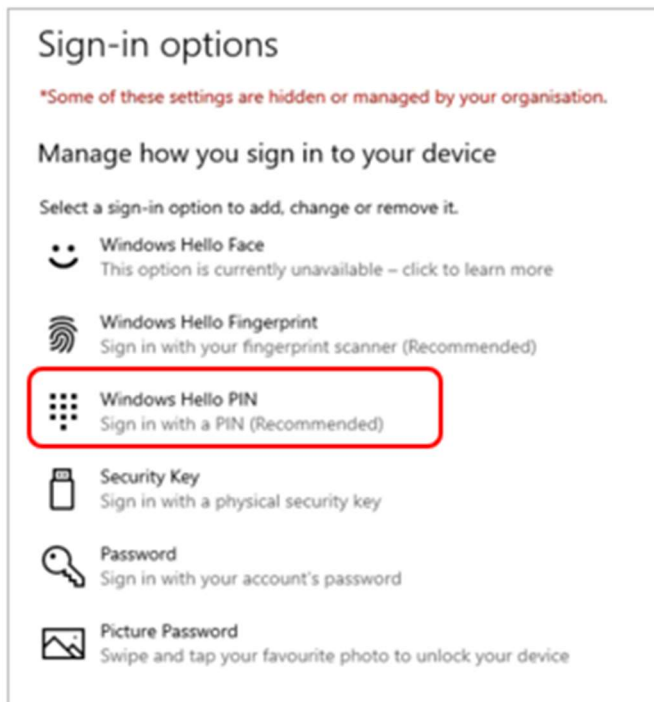 Sign-in options
*Some of these settings are hidden or managed by your organisation.
Manage how you sign in to your device
Select a sign-in option to add, change or remove it.
Windows Hello Face
This option is currently unavailable – click to learn more
Windows Hello Fingerprint
Sign in with your fingerprint scanner (Recommended)
Windows Hello PIN
Sign in with a PIN (Recommended)
Security Key
Sign in with a physical security key
Password
Sign in with your account's password
Picture Password
Swipe and tap your favourite photo to unlock your device